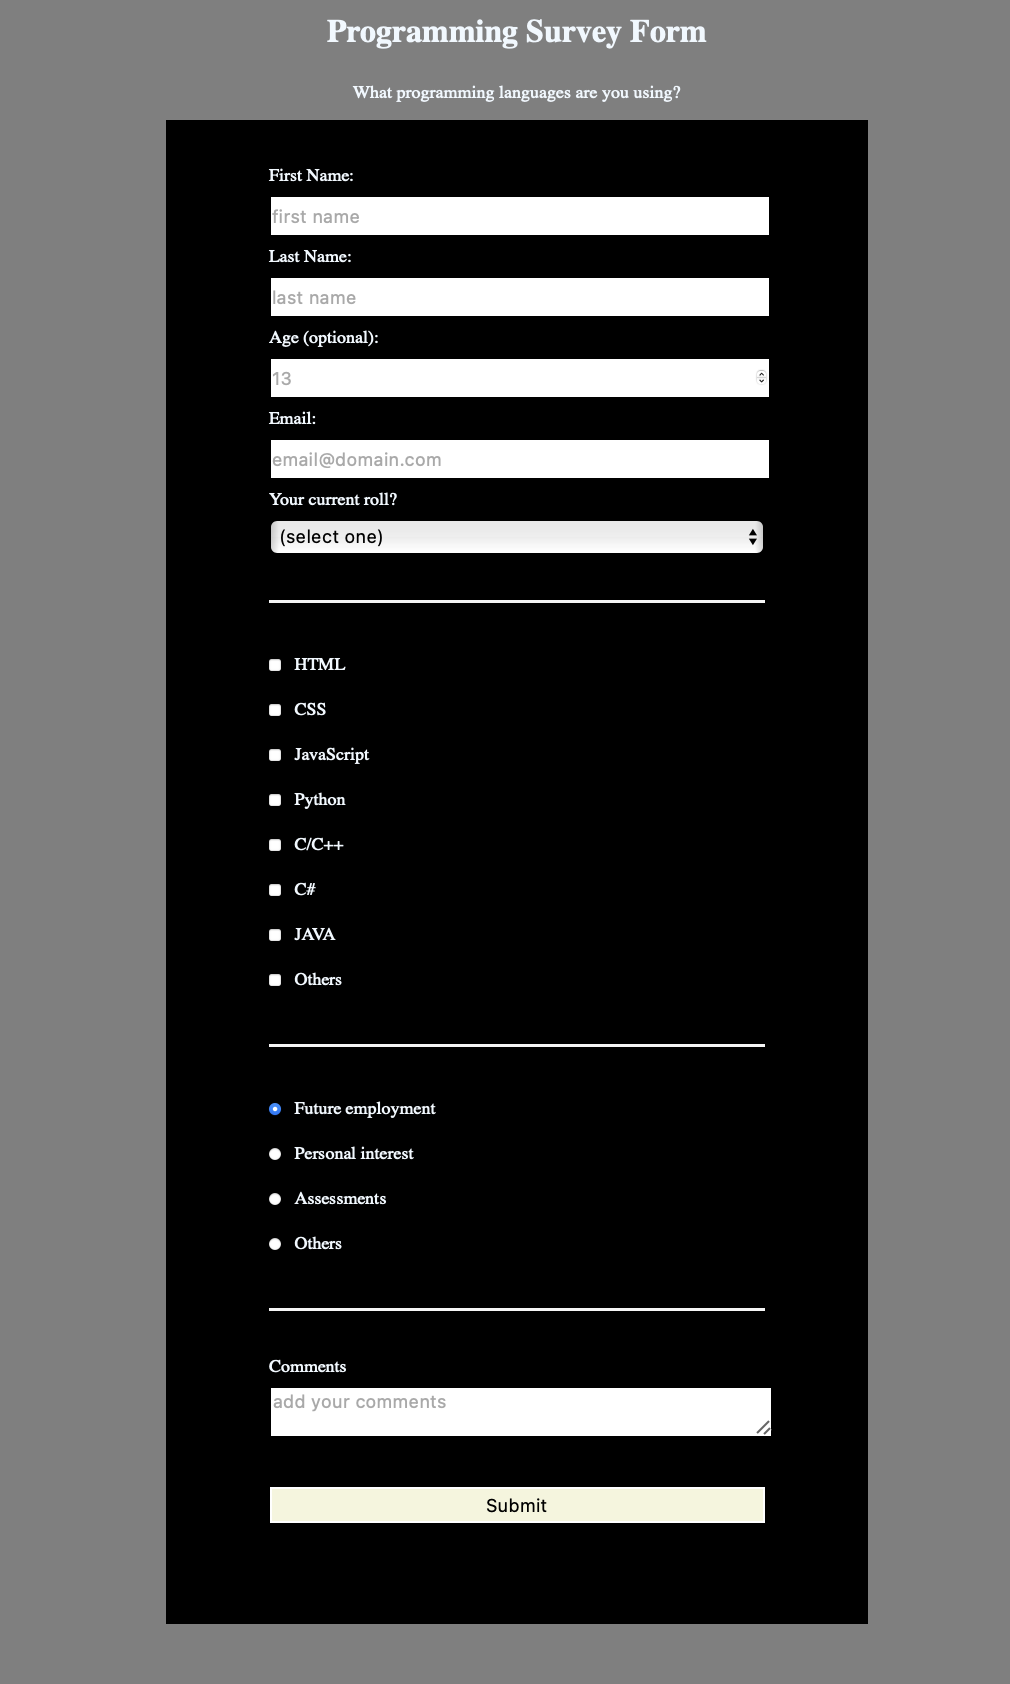 Programming Survey Form
What programming languages are you using?
First Name:
first name
Last Name:
last name
Age (optional):
13
Email:
email@domain.com
Your current roll?
(select one)
HTML
CSS
JavaScript
Python
C/C++
C#
JAVA
Others
Future employment
Personal interest
Assessments
Others
Comments
add your comments
Submit